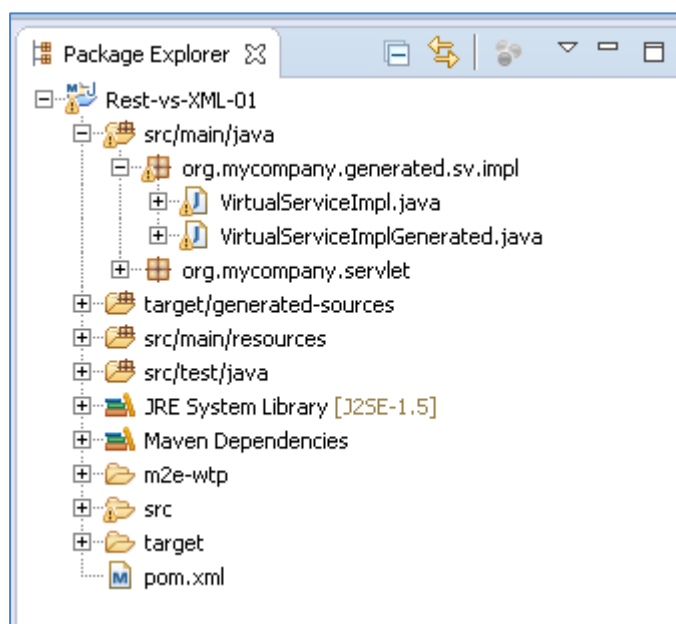 Package Explorer
Rest-vs-XML-01
src/main/java
org.mycompany.generated.sv.impl
VirtualServiceImpl.java
VirtualServiceImplGenerated.java
org.mycompany.servlet
target/generated-sources
src/main/resources
src/test/java
JRE System Library [J2SE-1.5]
Maven Dependencies
m2e-wtp
src
target
pom.xml